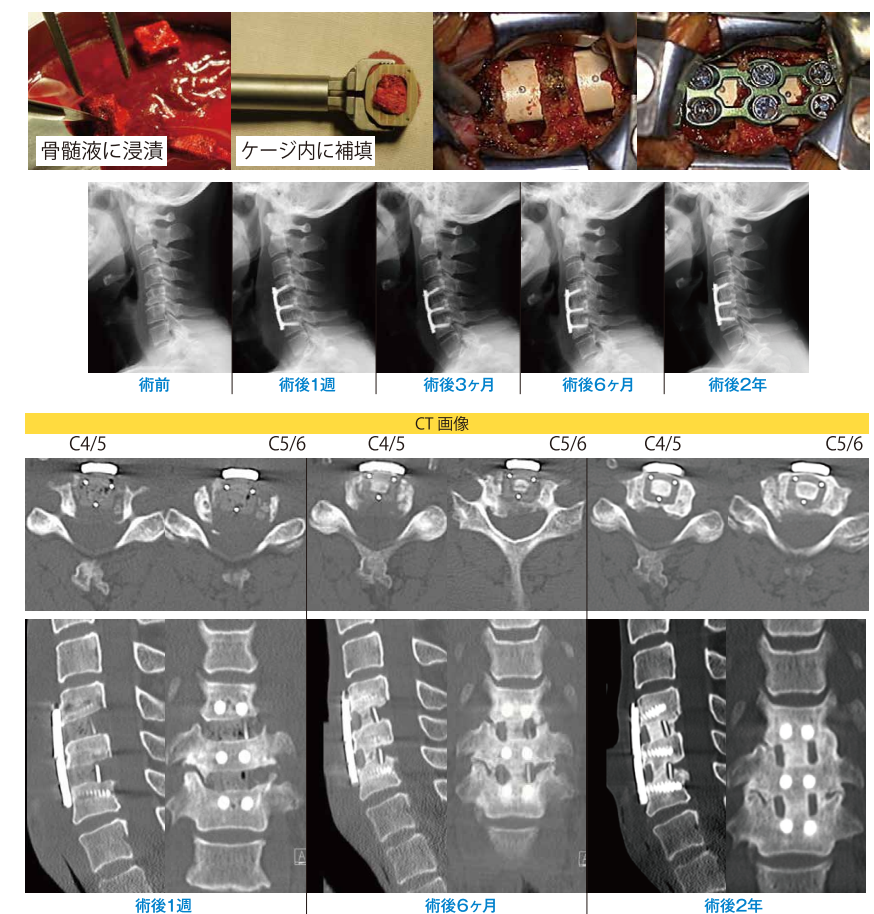 骨髄液に浸漬
ケージ内に補填
術前
術後1週
術後3ヶ月
術後6ヶ月
術後2年
CT 画像
C4/5
C5/6
C4/5
C5/6
C4/5
C5/6
A
術後1週
術後6ヶ月
術後2年